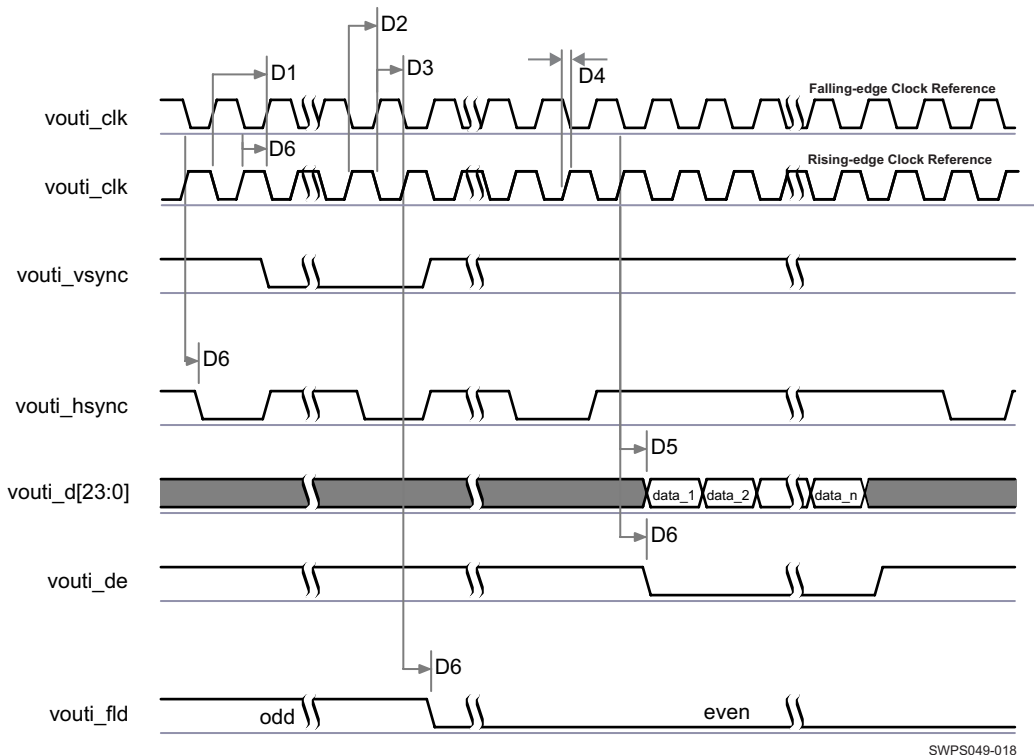 D2
D1
D3
D4
Falling-edge Clock Reference
vouti_clk
D6
Rising-edge Clock Reference
vouti_clk
vouti_vsync
D6
vouti_hsync
D5
vouti_d[23:0]
data_1 data_2 data_n
D6
vouti_de
D6
vouti_fld
odd even
SWPS049-018